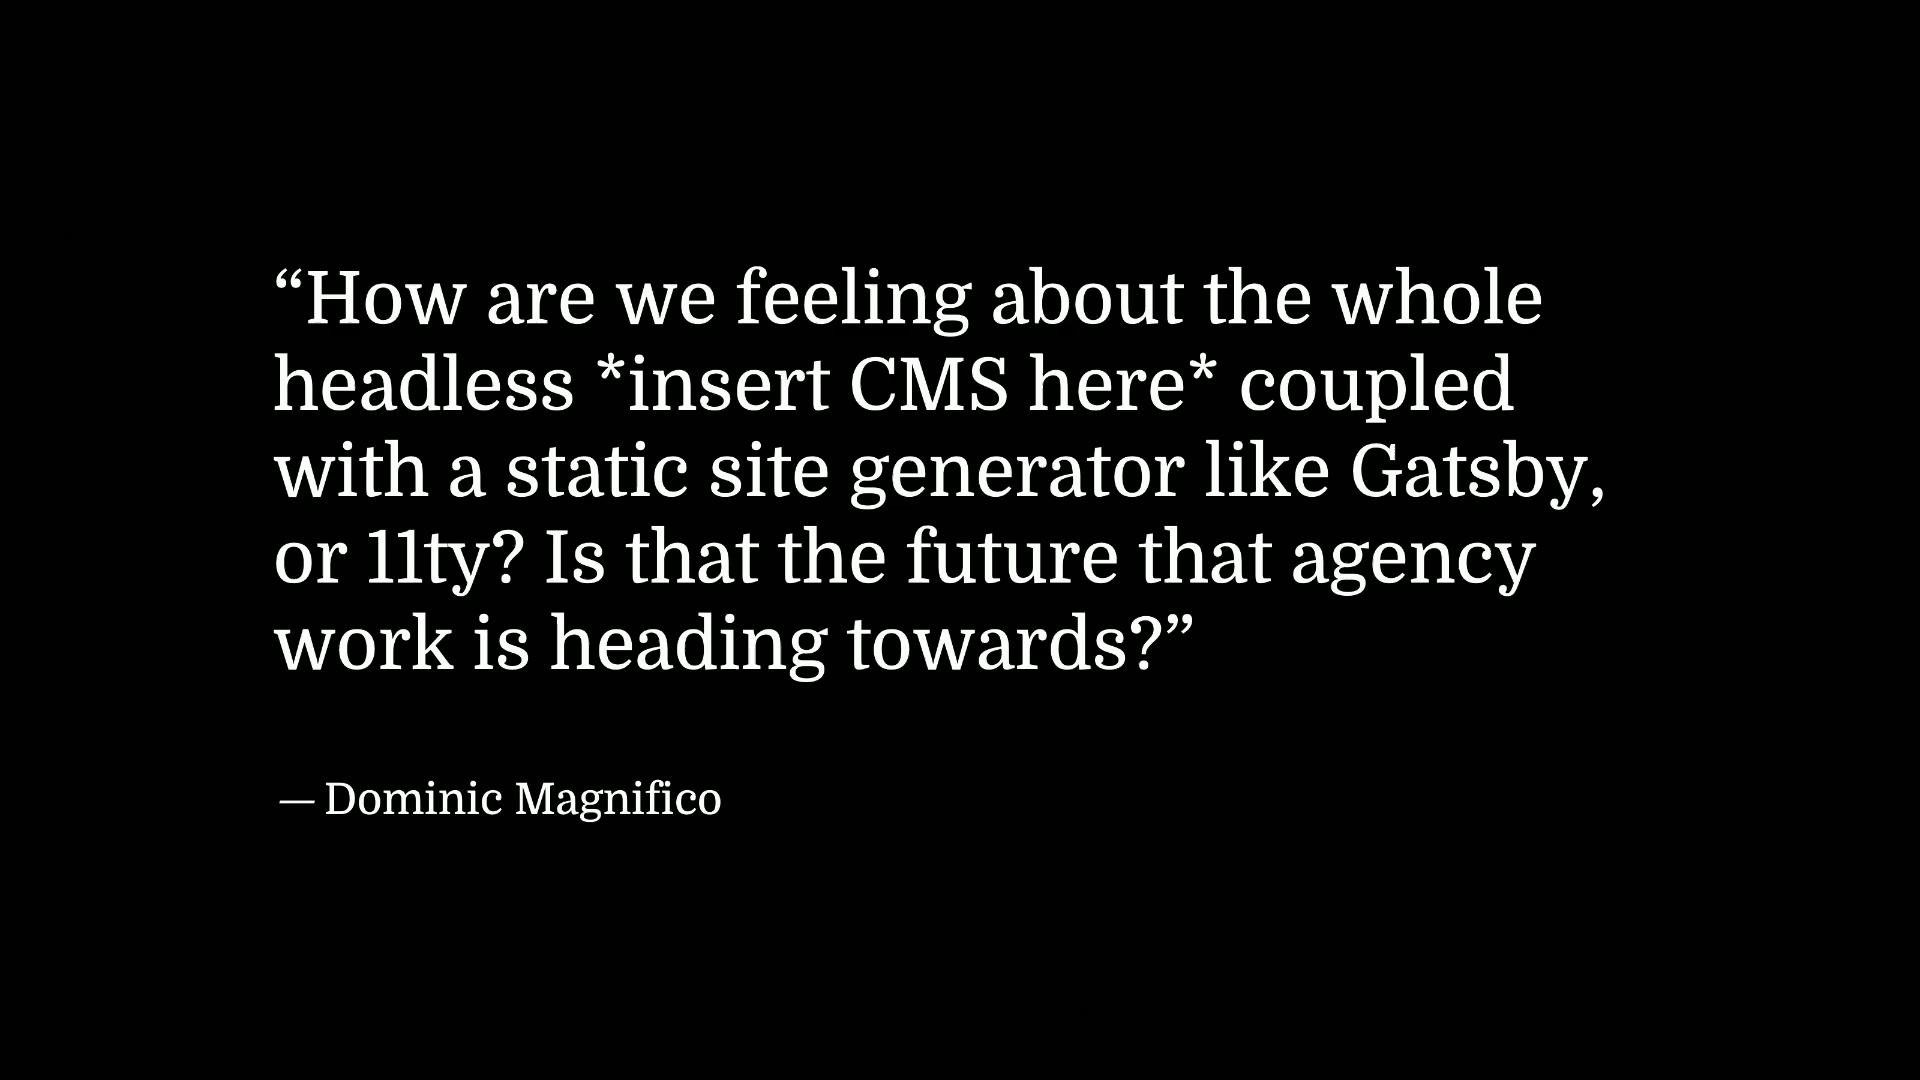 “How are we feeling about the whole
headless *insert CMS here* coupled
with a static site generator like Gatsby,
or 11ty? Is that the future that agency
work is heading towards?”
— Dominic Magnifico